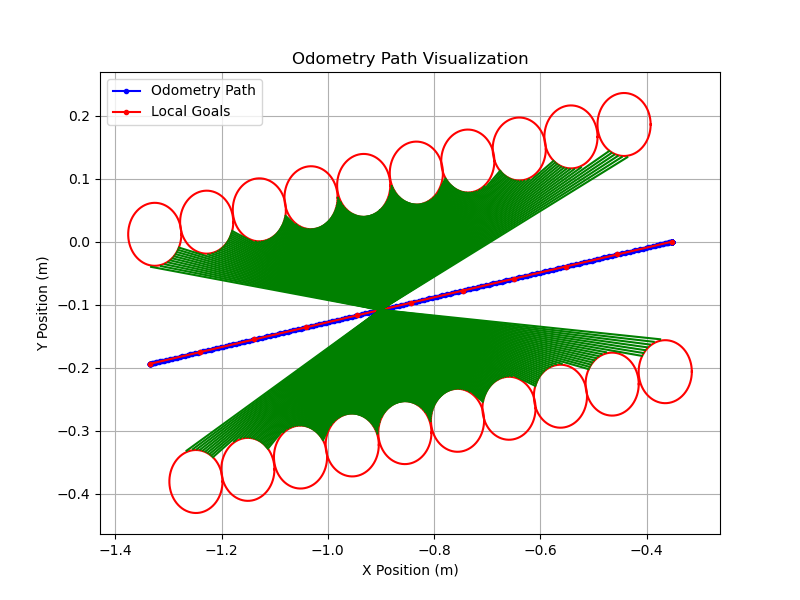 Odometry Path Visualization
Odometry Path
Local Goals
Y Position (m)
0.2
0.1
0.0
−0.1
−0.2
−0.3
−0.4
−1.4 −1.2 −1.0 −0.8 −0.6 −0.4
X Position (m)